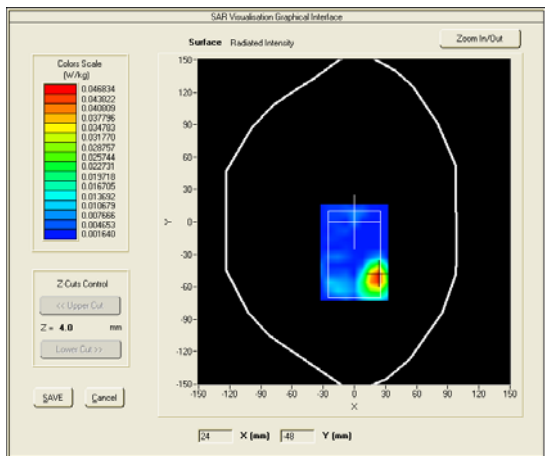 SAR Visualisation Graphical Interface
Surface Radiated Intensity
Zoom In/Out
Colors Scale
(W/kg)
0.046834
0.043822
0.040809
0.037796
0.034783
0.031770
0.028757
0.025744
0.022731
0.019718
0.016705
0.013692
0.010679
0.007666
0.004653
0.001640
Z-Cuts Control
<< Upper Cut
Z = 4.0 mm
Lower Cut >>
SAVE
Cancel
150
120
90
60
30
0
-30
-60
-90
-120
-150
Y
-150 -120 -90 -60 -30 0 30 60 90 120 150
X
24 X (mm) -48 Y (mm)